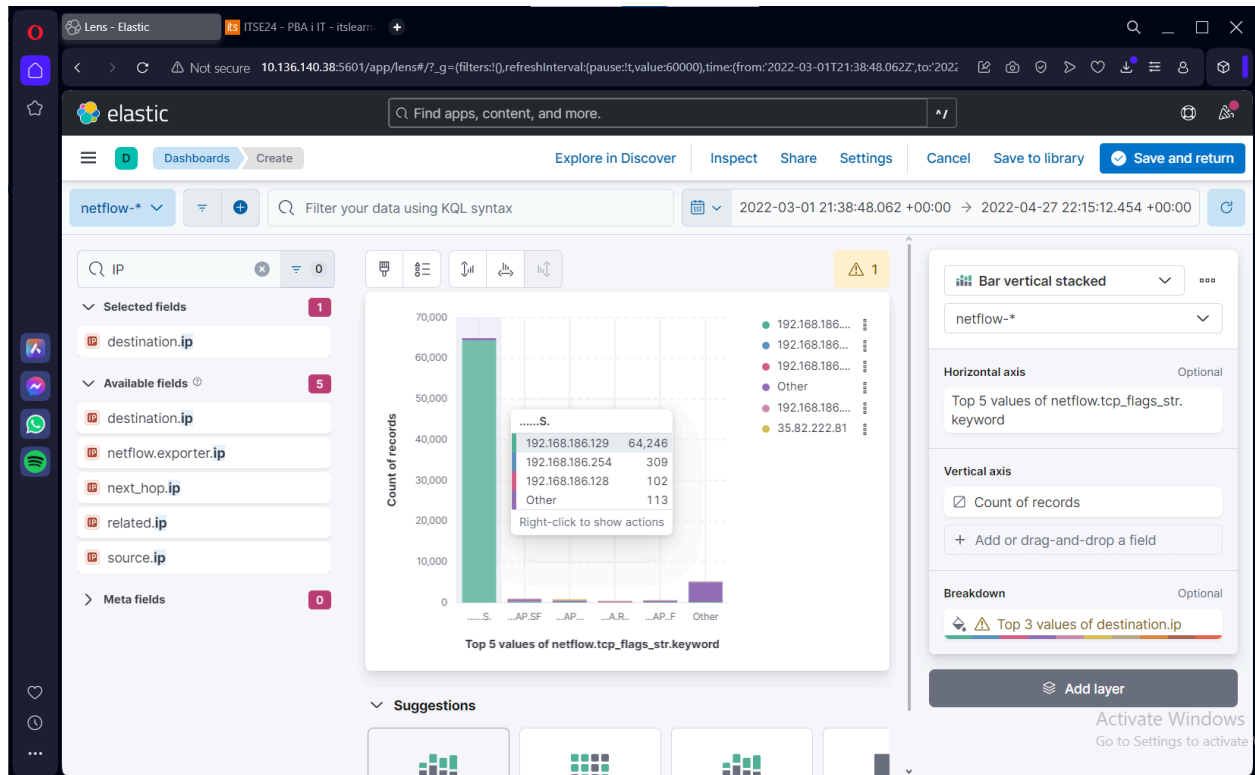 Lens - Elastic
its ITSE24 - PBA i IT - itslearn
Not secure 10.136.140.38:5601/app/lens#/?_g=(filters:!(),refreshInterval:(pause:!t,value:60000),time:(from:'2022-03-01T21:38:48.062Z',to:'2022
elastic
Find apps, content, and more.
^/
D
Dashboards
Create
Explore in Discover
Inspect
Share
Settings
Cancel
Save to library
Save and return
netflow-*
Filter your data using KQL syntax
2022-03-01 21:38:48.062 +00:00 → 2022-04-27 22:15:12.454 +00:00
IP
0
Selected fields 1
IP destination.ip
Available fields 5
IP destination.ip
IP netflow.exporter.ip
IP next_hop.ip
IP related.ip
IP source.ip
Meta fields 0
1
Count of records
70,000
60,000
50,000
40,000
30,000
20,000
10,000
0
......S.
...AP.SF
...AP...
...A.R..
...AP..F
Other
Top 5 values of netflow.tcp_flags_str.keyword
......S.
192.168.186.129 64,246
192.168.186.254 309
192.168.186.128 102
Other 113
Right-click to show actions
192.168.186....
192.168.186...
192.168.186....
Other
192.168.186....
35.82.222.81
Suggestions
Bar vertical stacked
netflow-*
Horizontal axis Optional
Top 5 values of netflow.tcp_flags_str.
keyword
Vertical axis
Count of records
+ Add or drag-and-drop a field
Breakdown Optional
Top 3 values of destination.ip
Add layer
Activate Windows
Go to Settings to activate